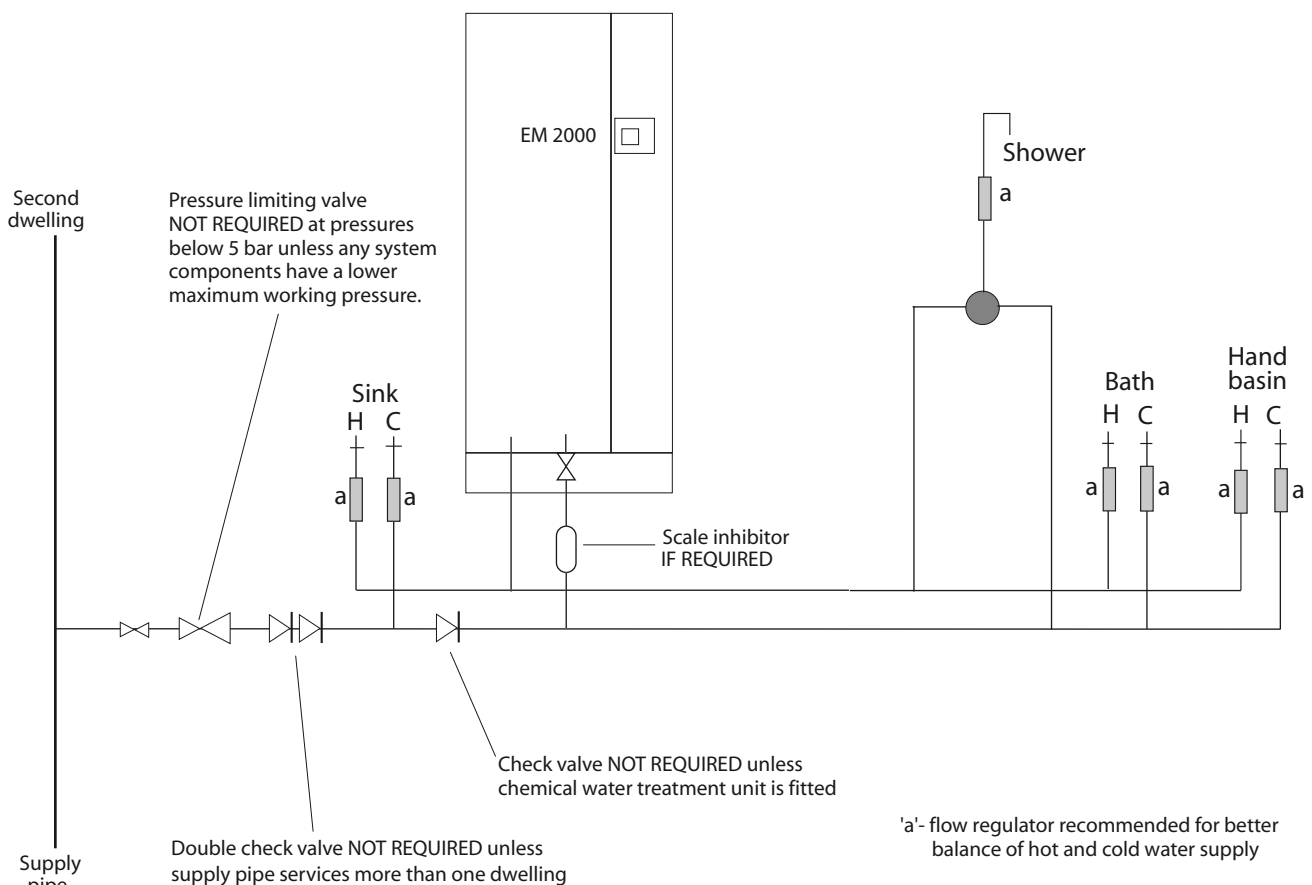 EM 2000
Shower
a
Second
dwelling
Pressure limiting valve
NOT REQUIRED at pressures
below 5 bar unless any system
components have a lower
maximum working pressure.
Sink
H C
a a
Bath
H C
a a
Hand
basin
H C
a a
Scale inhibitor
IF REQUIRED
Check valve NOT REQUIRED unless
chemical water treatment unit is fitted
'a'- flow regulator recommended for better
balance of hot and cold water supply
Double check valve NOT REQUIRED unless
supply pipe services more than one dwelling
Supply
pipe